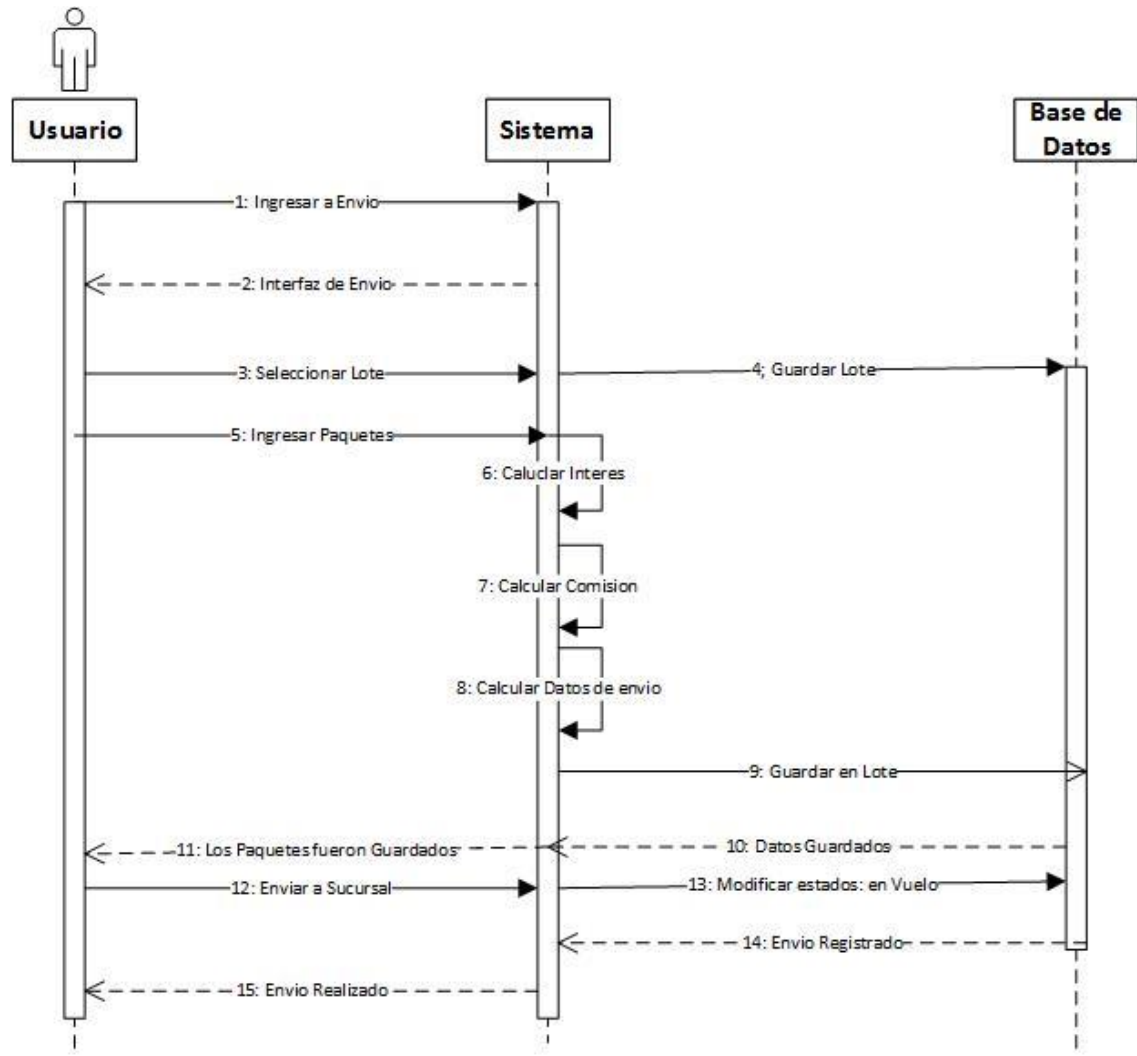 Usuario
Sistema
Base de
Datos
1: Ingresar a Envio
2: Interfaz de Envio
3: Seleccionar Lote
4; Guardar Lote
5: Ingresar Paquetes
6: Caluclar Interes
7: Calcular Comision
8: Calcular Datos de envio
9: Guardar en Lote
10: Datos Guardados
11: Los Paquetes fueron Guardados
12: Enviar a Sucursal
13: Modificar estados: en Vuelo
14: Envio Registrado
15: Envio Realizado